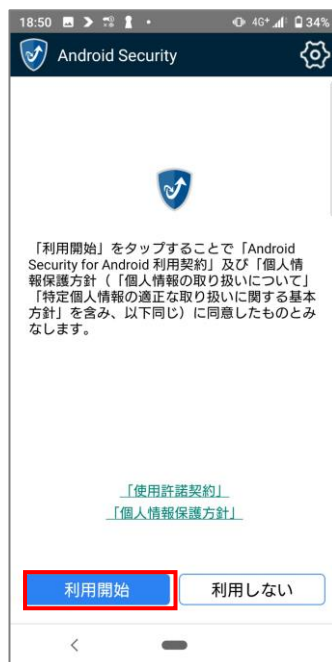 18:50 4G+ 34%
Android Security
「利用開始」をタップすることで「Android
Security for Android 利用契約」及び「個人情
報保護方針（「個人情報の取り扱いについて」
「特定個人情報の適正な取り扱いに関する基本
方針」を含み、以下同じ）に同意したものとみ
なします。
「使用許諾契約」
「個人情報保護方針」
利用開始 利用しない